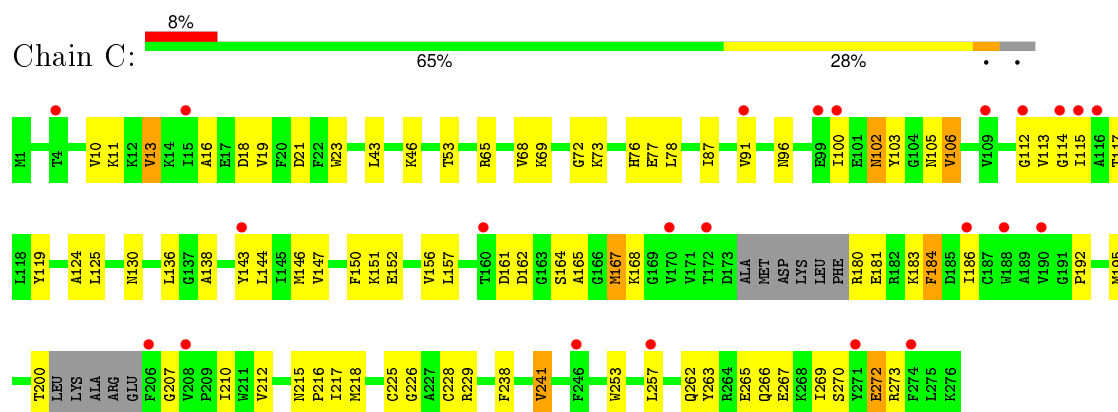 8%
Chain C:
65%
28%
•
•
M1 T4 V10 K11 K12 V13 K14 I15 A16 E17 D18 V19 F20 D21 F22 W23 L43 K46 T53 R65 V68 K69 G72 K73 H76 E77 L78 I87 V91 N96 E99 I100 E101 N102 Y103 G104 N105 V106 V109 G112 V113 G114 I115 A116 T117
L118 Y119 A124 L125 N130 L136 G137 A138 Y143 L144 I145 M146 V147 F150 K151 E152 V156 L157 T160 D161 D162 G163 S164 A165 G166 M167 K168 G169 V170 V171 T172 D173 ALA MET ASP LYS LEU PHE R180 E181 R182 K183 F184 D185 I186 C187 W188 A189 V190 G191 P192 M195
T200 LEU LYS ALA ARG GLU F206 G207 V208 P209 I210 W211 V212 N215 P216 I217 M218 C225 G226 A227 C228 R229 F238 V241 F246 W253 L257 Q262 Y263 R264 E265 Q266 E267 K268 I269 S270 Y271 E272 R273 F274 L275 K276